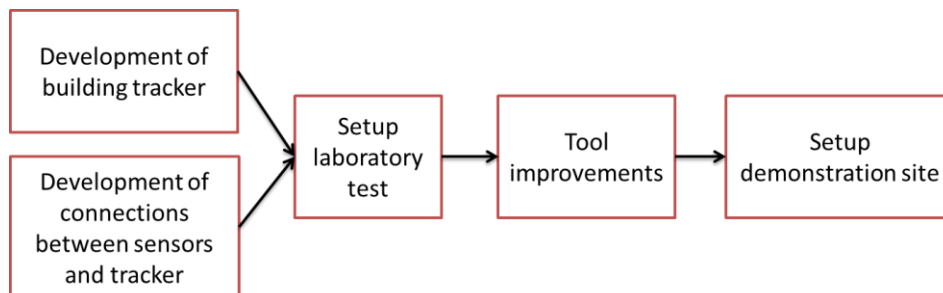 Development of
building tracker
Development of
connections
between sensors
and tracker
Setup
laboratory
test
Tool
improvements
Setup
demonstration site